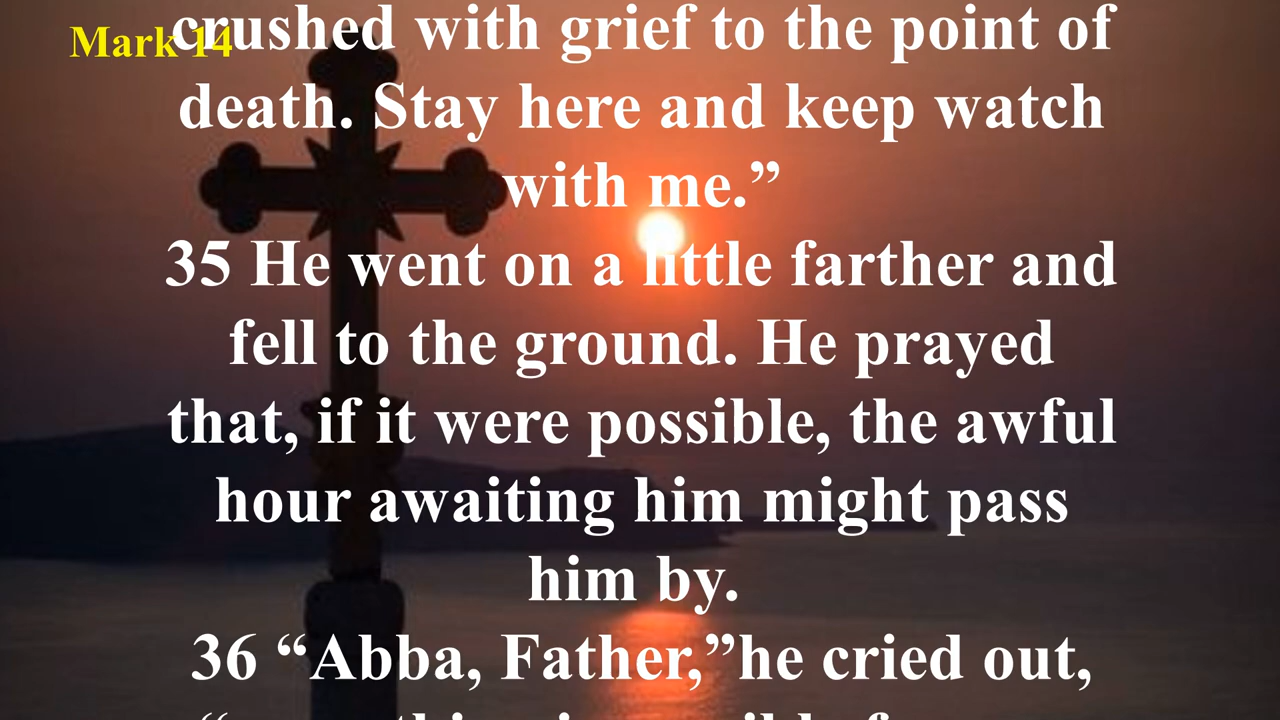 Mark 14
crushed with grief to the point of
death. Stay here and keep watch
with me.”
35 He went on a little farther and
fell to the ground. He prayed
that, if it were possible, the awful
hour awaiting him might pass
him by.
36 “Abba, Father,”he cried out,